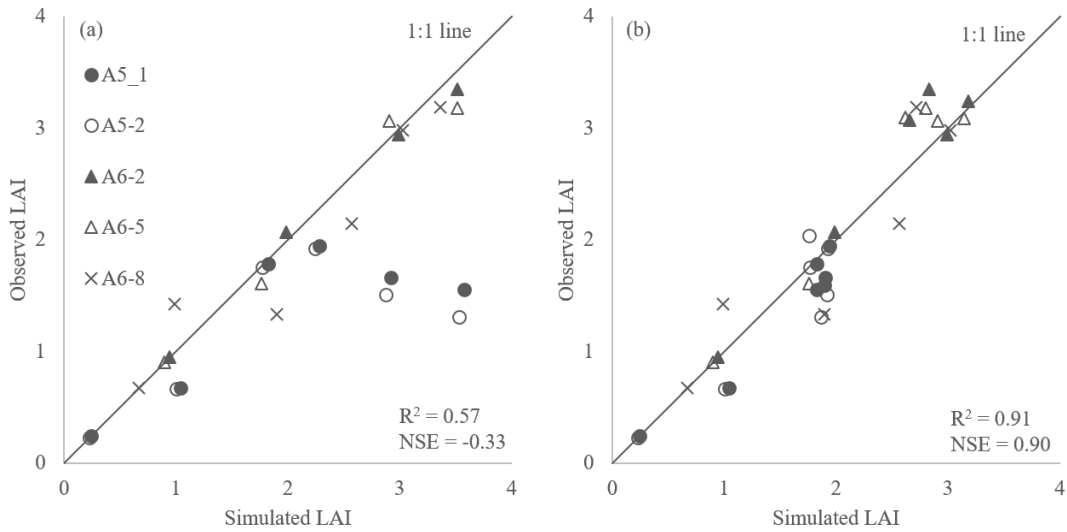 (a)
1:1 line
A5_1
A5-2
A6-2
A6-5
A6-8
R² = 0.57
NSE = -0.33
Observed LAI
4
3
2
1
0
0 1 2 3 4
Simulated LAI
(b)
1:1 line
R² = 0.91
NSE = 0.90
Observed LAI
4
3
2
1
0
0 1 2 3 4
Simulated LAI